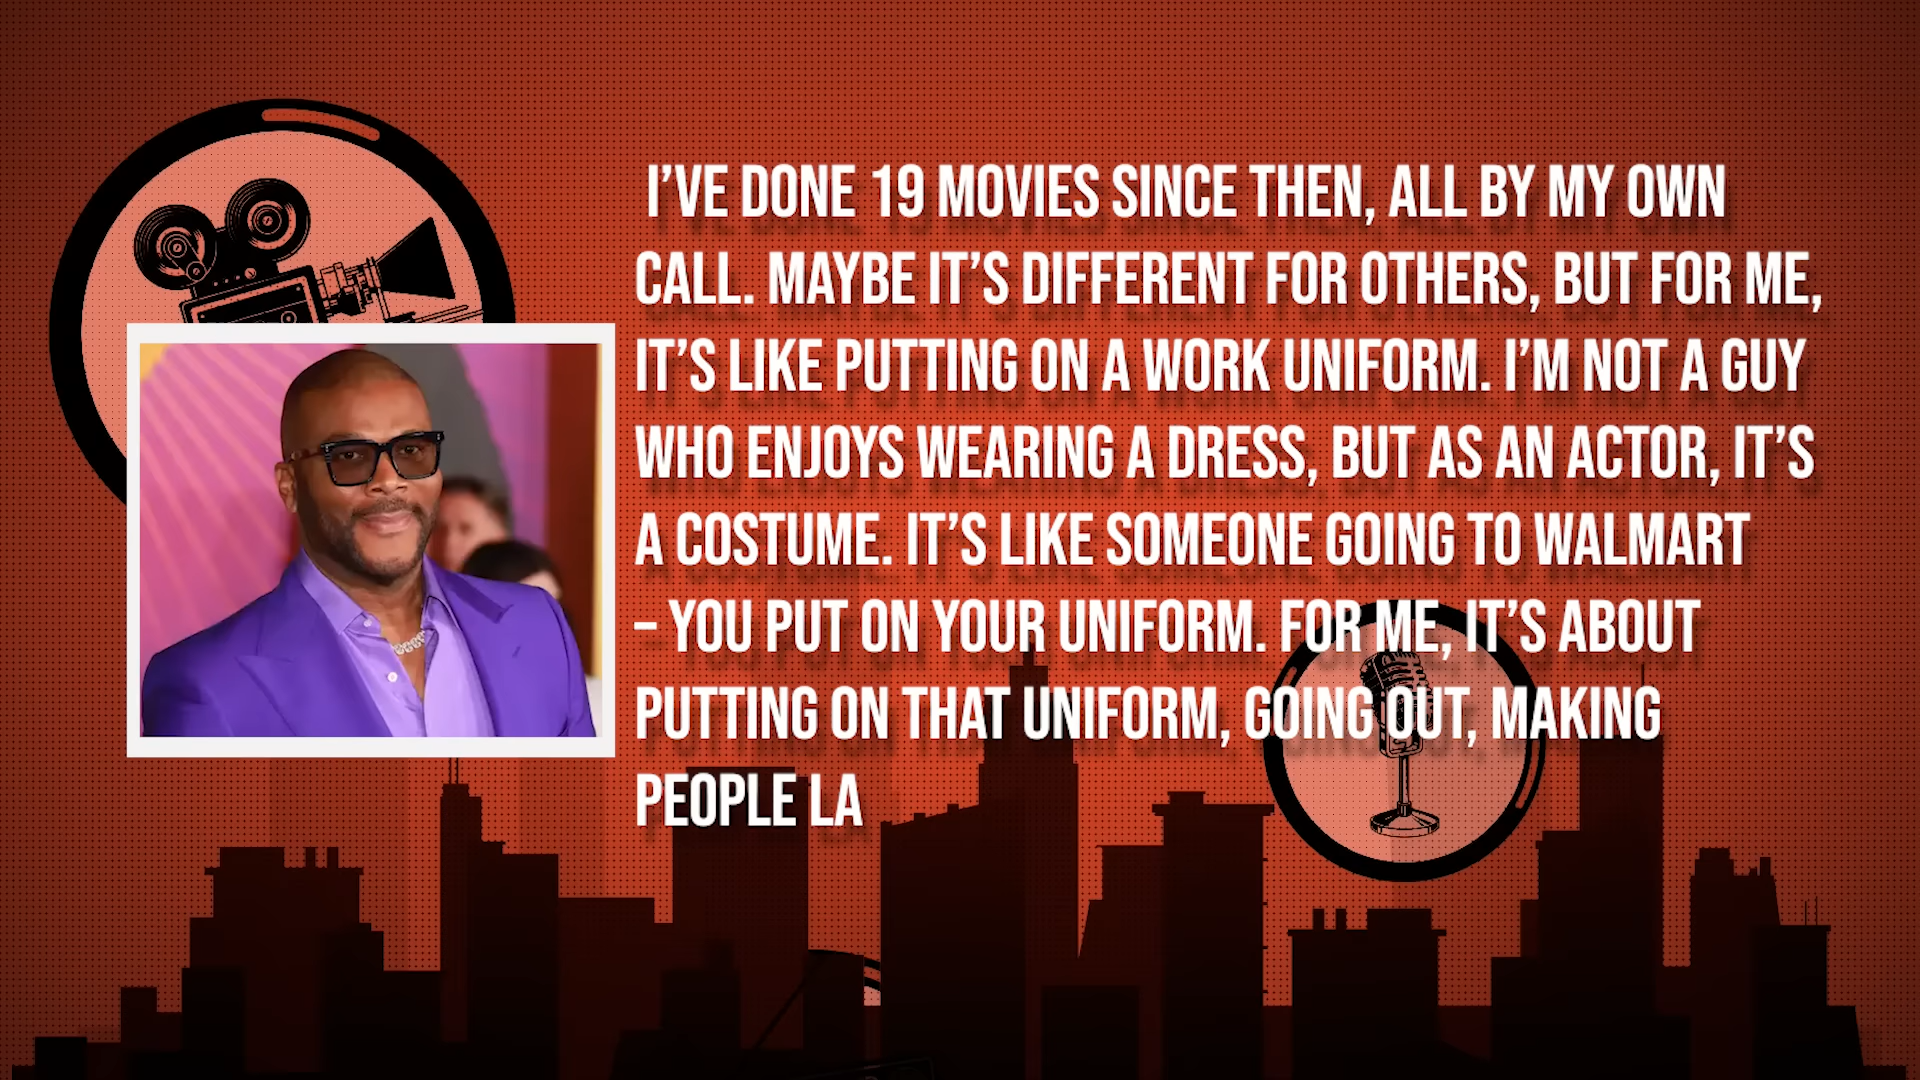 I'VE DONE 19 MOVIES SINCE THEN, ALL BY MY OWN
CALL. MAYBE IT'S DIFFERENT FOR OTHERS, BUT FOR ME,
IT'S LIKE PUTTING ON A WORK UNIFORM. I'M NOT A GUY
WHO ENJOYS WEARING A DRESS, BUT AS AN ACTOR, IT'S
A COSTUME. IT'S LIKE SOMEONE GOING TO WALMART
– YOU PUT ON YOUR UNIFORM. FOR ME, IT'S ABOUT
PUTTING ON THAT UNIFORM, GOING OUT, MAKING
PEOPLE LA